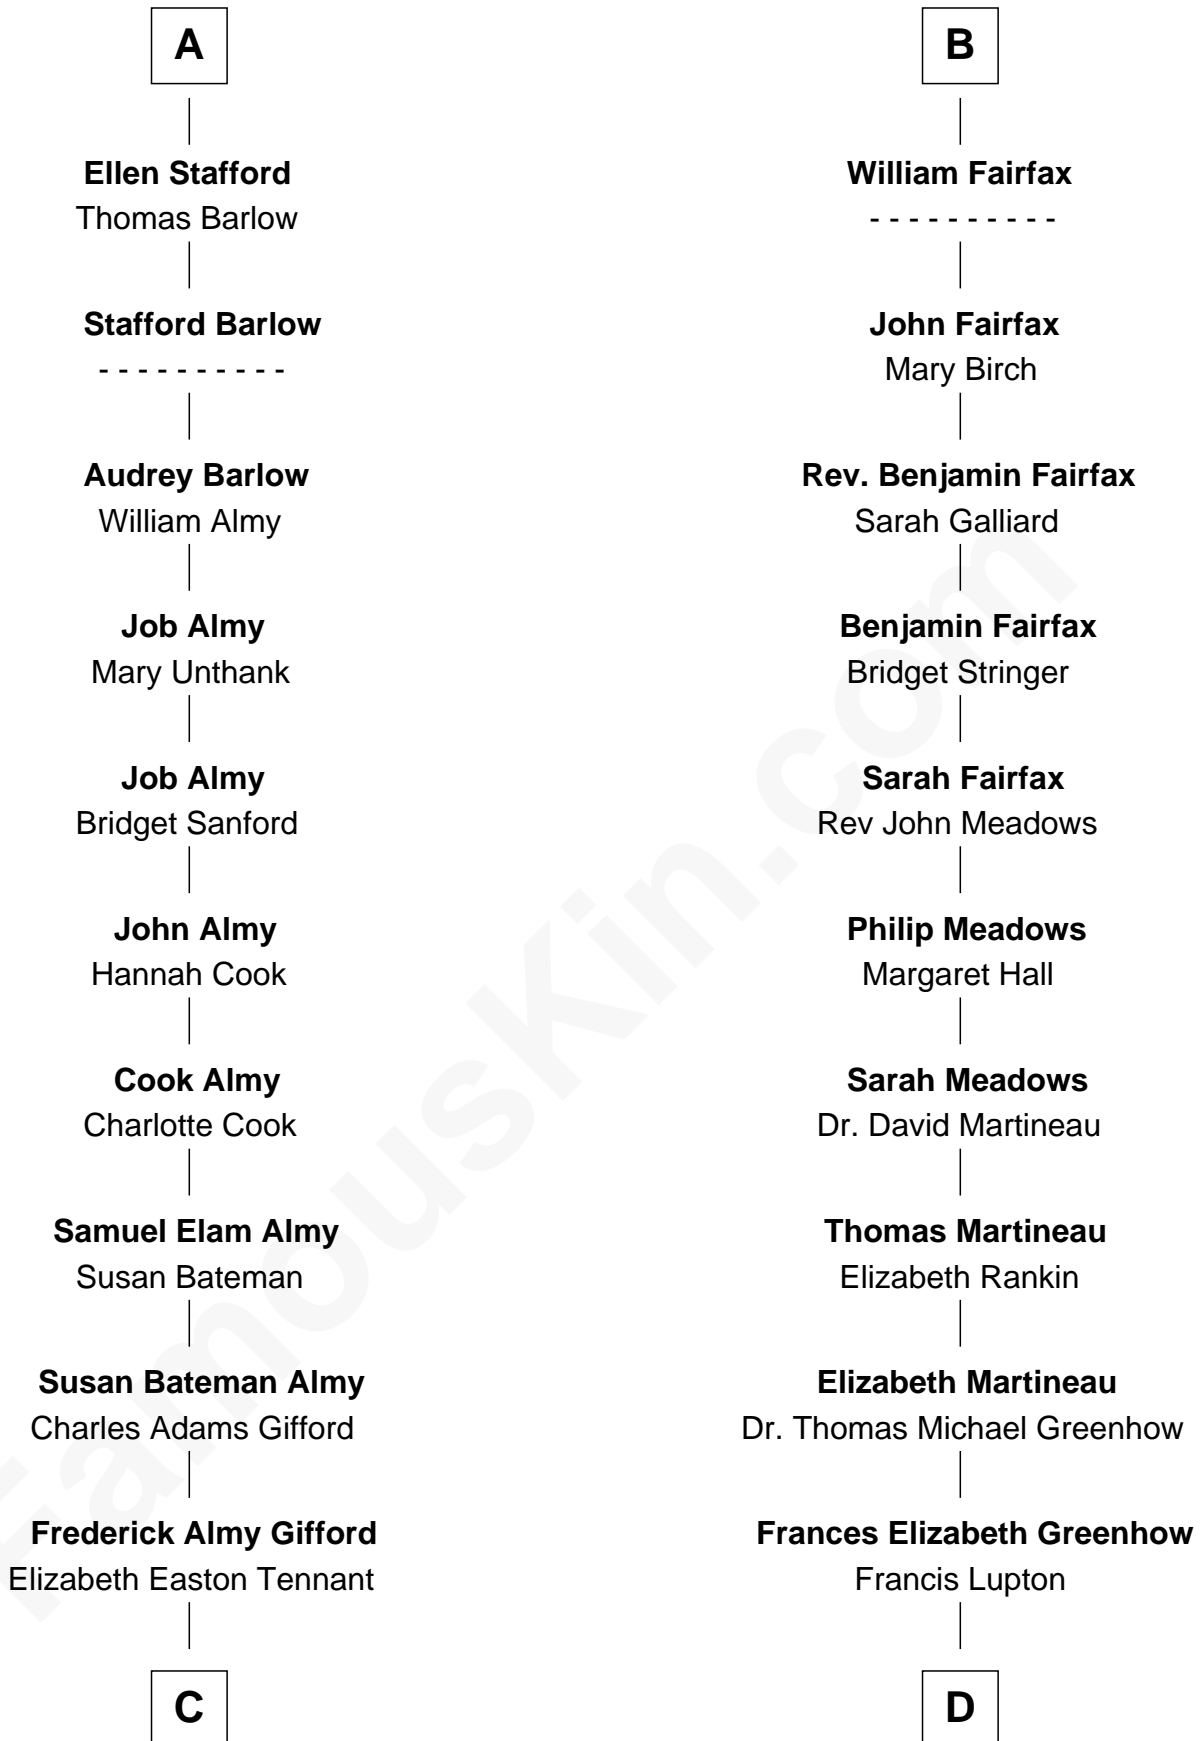 A
Ellen Stafford
Thomas Barlow
Stafford Barlow
- - - - - - - - - -
Audrey Barlow
William Almy
Job Almy
Mary Unthank
Job Almy
Bridget Sanford
John Almy
Hannah Cook
Cook Almy
Charlotte Cook
Samuel Elam Almy
Susan Bateman
Susan Bateman Almy
Charles Adams Gifford
Frederick Almy Gifford
Elizabeth Easton Tennant
C
B
William Fairfax
- - - - - - - - - -
John Fairfax
Mary Birch
Rev. Benjamin Fairfax
Sarah Galliard
Benjamin Fairfax
Bridget Stringer
Sarah Fairfax
Rev John Meadows
Philip Meadows
Margaret Hall
Sarah Meadows
Dr. David Martineau
Thomas Martineau
Elizabeth Rankin
Elizabeth Martineau
Dr. Thomas Michael Greenhow
Frances Elizabeth Greenhow
Francis Lupton
D
FamousKin.com